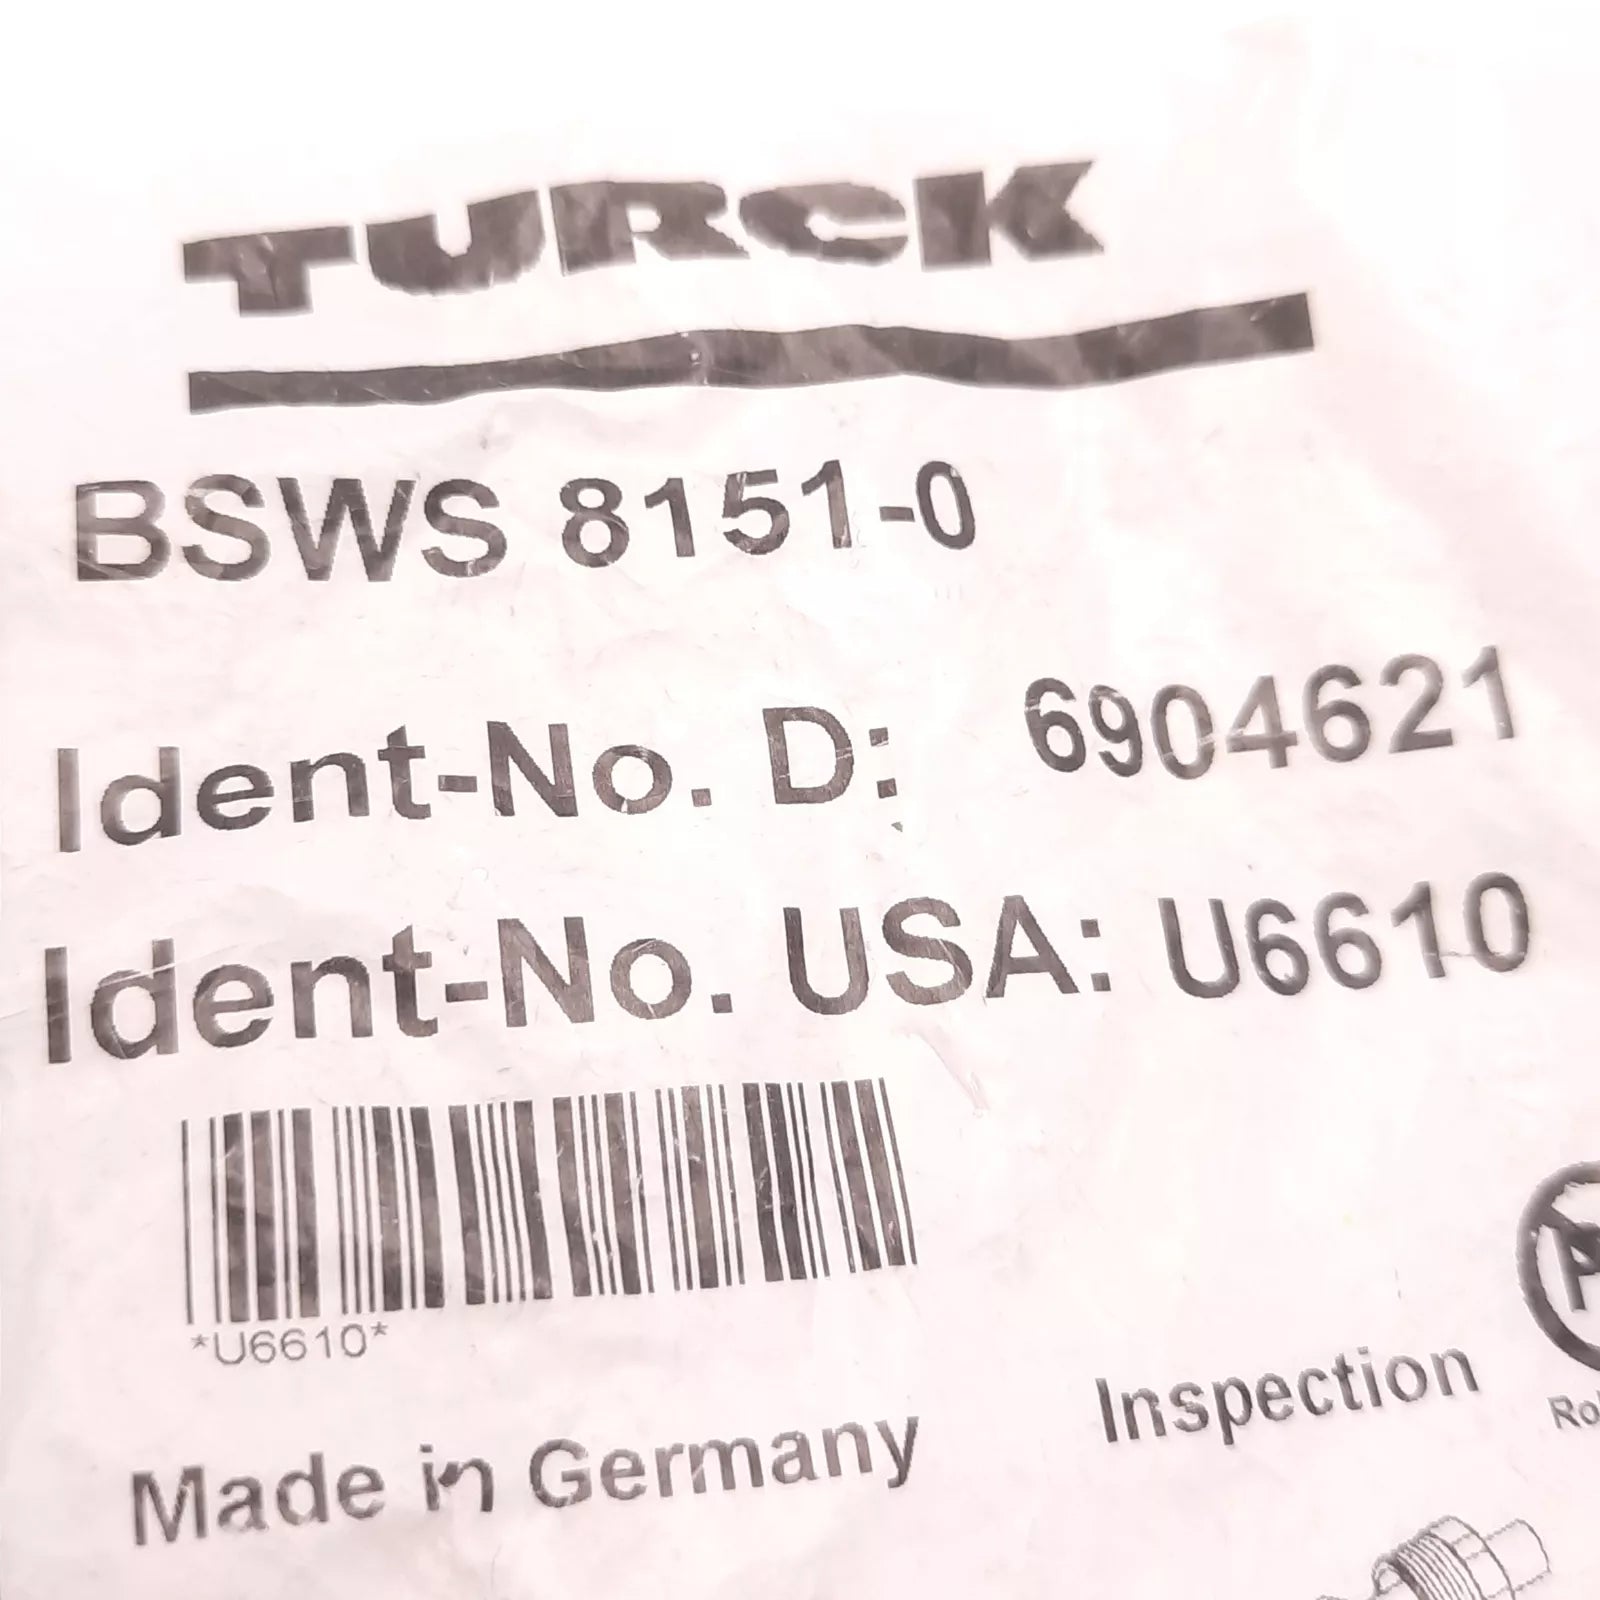 TURCK
BSWS 8151-0
Ident-No. D: 6904621
Ident-No. USA: U6610
*U6610*
Inspection
Made in Germany